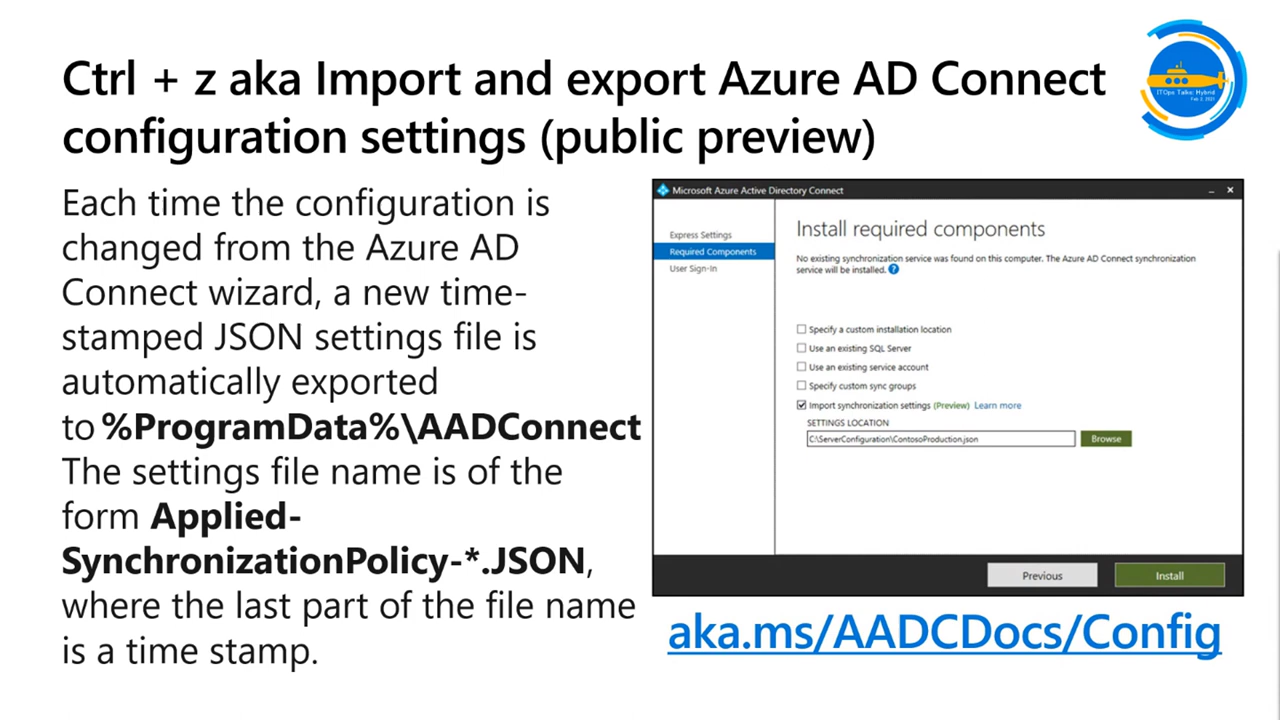 Ctrl + z aka Import and export Azure AD Connect
configuration settings (public preview)
ITOps Talks: Hybrid
Feb 2, 2021
Each time the configuration is
changed from the Azure AD
Connect wizard, a new time-
stamped JSON settings file is
automatically exported
to %ProgramData%\AADConnect
The settings file name is of the
form Applied-
SynchronizationPolicy-*.JSON,
where the last part of the file name
is a time stamp.
Microsoft Azure Active Directory Connect
Express Settings
Required Components
User Sign-In
Install required components
No existing synchronization service was found on this computer. The Azure AD Connect synchronization
service will be installed. ?
Specify a custom installation location
Use an existing SQL Server
Use an existing service account
Specify custom sync groups
Import synchronization settings (Preview) Learn more
SETTINGS LOCATION
C:\ServerConfiguration\ContosoProduction.json
Browse
Previous
Install
aka.ms/AADCDocs/Config